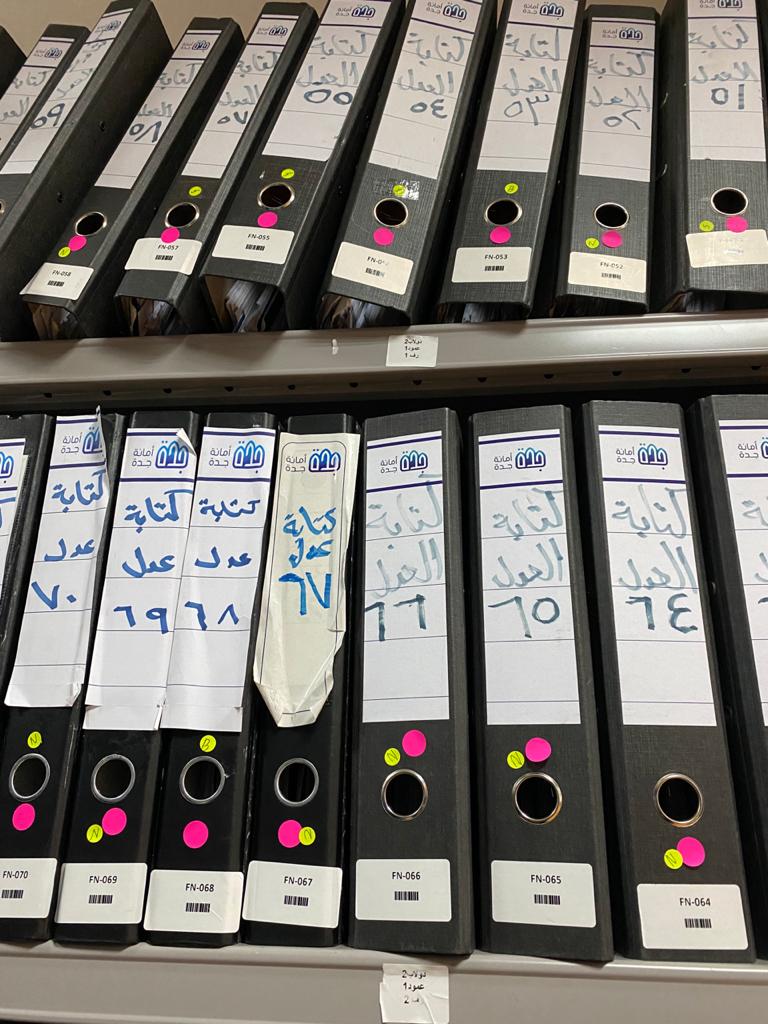 جدة
كتابة
العدل
٥١
جدة
كتابة
العدل
٥٢
FN-052
جدة
كتابة
العدل
٥٣
B
FN-053
جدة
كتابة
العدل
٥٤
جدة
كتابة
العدل
٥٥
FN-055
جدة
كتابة
العدل
٥٧
FN-057
جدة
كتابة
العدل
٥٨
N
FN-058
كتابة
العدل
٥٩
دولاب2
عمود1
رف 1
أمانة
جدة
جدة
كتابة
العدل
٦٤
N
FN-064
أمانة
جدة
جدة
كتابة
العدل
٦٥
N
FN-065
أمانة
جدة
جدة
كتابة
العدل
٦٦
N
FN-066
أمانة
جدة
جدة
كتابة
عدل
٦٧
FN-067
أمانة
جدة
جدة
كتابة
عدل
٦٨
B
FN-068
أمانة
جدة
جدة
كتابة
عدل
٦٩
N
FN-069
أمانة
جدة
كتابة
عدل
٧٠
N
FN-070
دولاب2
عمود1
رف 2